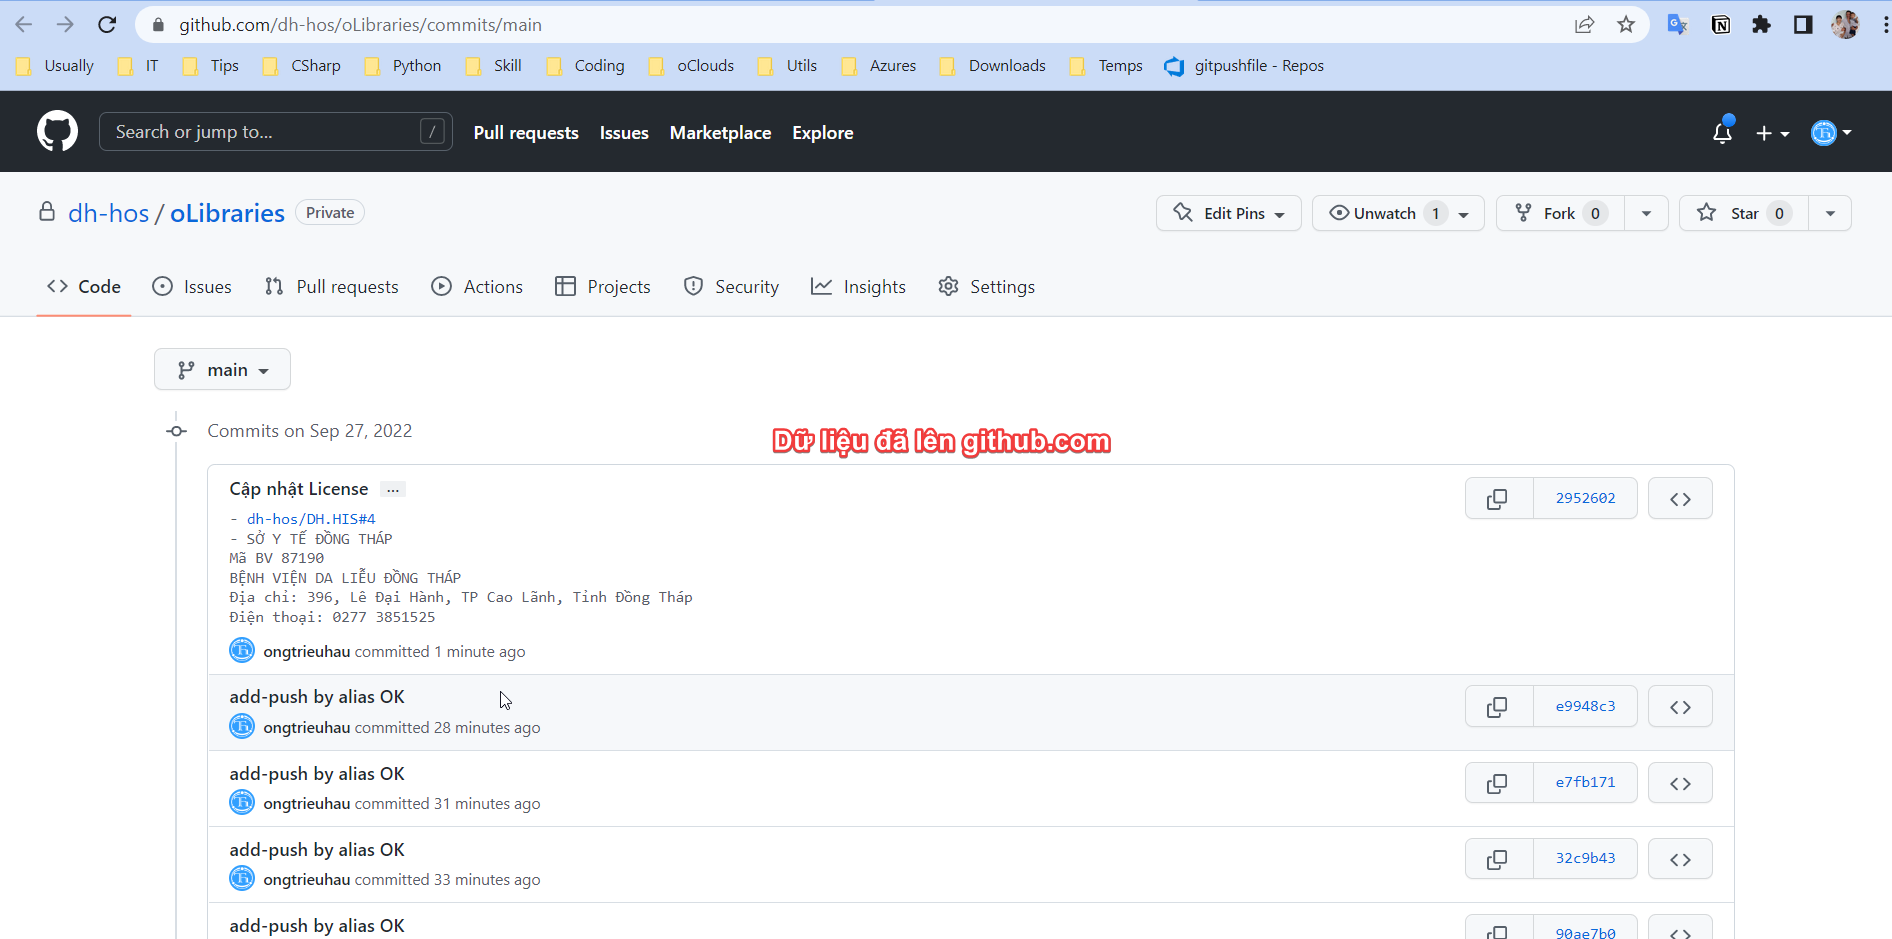 github.com/dh-hos/oLibraries/commits/main
Usually IT Tips CSharp Python Skill Coding oClouds Utils Azures Downloads Temps gitpushfile - Repos
Search or jump to... / Pull requests Issues Marketplace Explore
dh-hos / oLibraries Private Edit Pins Unwatch 1 Fork 0 Star 0
Code Issues Pull requests Actions Projects Security Insights Settings
main
Commits on Sep 27, 2022
Dữ liệu đã lên github.com
Cập nhật License ...
2952602
- dh-hos/DH.HIS#4
- SỞ Y TẾ ĐỒNG THÁP
Mã BV 87190
BỆNH VIỆN DA LIỄU ĐỒNG THÁP
Địa chỉ: 396, Lê Đại Hành, TP Cao Lãnh, Tỉnh Đồng Tháp
Điện thoại: 0277 3851525
ongtrieuhau committed 1 minute ago
add-push by alias OK
e9948c3
ongtrieuhau committed 28 minutes ago
add-push by alias OK
e7fb171
ongtrieuhau committed 31 minutes ago
add-push by alias OK
32c9b43
ongtrieuhau committed 33 minutes ago
add-push by alias OK
90ae7b0